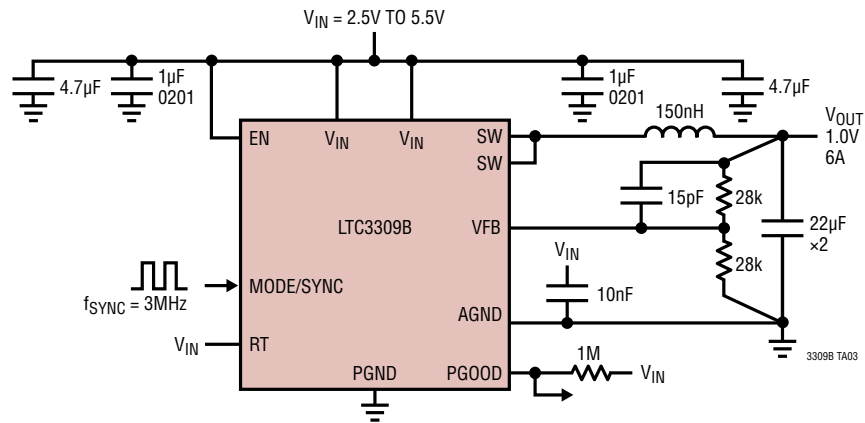 VIN = 2.5V TO 5.5V
4.7µF
1µF
0201
1µF
0201
4.7µF
150nH
VOUT
1.0V
6A
EN
VIN
VIN
SW
SW
15pF
28k
LTC3309B
VFB
22µF
×2
28k
VIN
10nF
MODE/SYNC
fSYNC = 3MHz
AGND
VIN
RT
3309B TA03
1M
PGND
PGOOD
VIN